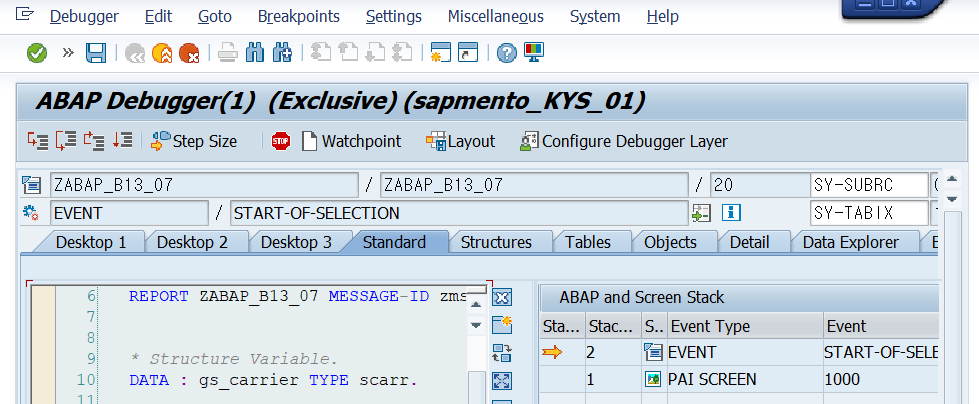 Debugger Edit Goto Breakpoints Settings Miscellaneous System Help
ABAP Debugger(1) (Exclusive) (sapmento_KYS_01)
Step Size Watchpoint Layout Configure Debugger Layer
ZABAP_B13_07 / ZABAP_B13_07 / 20 SY-SUBRC
EVENT / START-OF-SELECTION SY-TABIX
Desktop 1 Desktop 2 Desktop 3 Standard Structures Tables Objects Detail Data Explorer
ABAP and Screen Stack
6 REPORT ZABAP_B13_07 MESSAGE-ID zms
7
8
9 * Structure Variable.
10 DATA : gs_carrier TYPE scarr.
11
Sta... Stac... S.. Event Type Event
2 EVENT START-OF-SELE
1 PAI SCREEN 1000